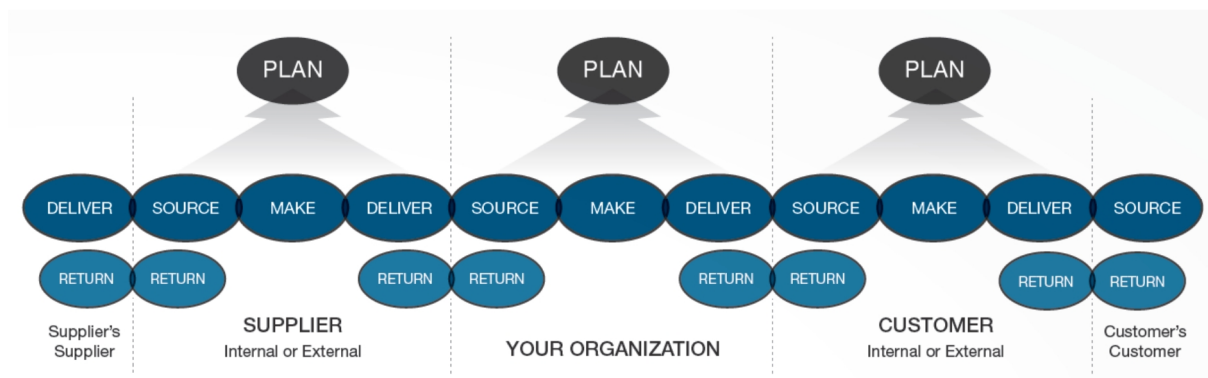 PLAN
PLAN
PLAN
DELIVER
SOURCE
MAKE
DELIVER
SOURCE
MAKE
DELIVER
SOURCE
MAKE
DELIVER
SOURCE
RETURN
RETURN
RETURN
RETURN
RETURN
RETURN
RETURN
RETURN
Supplier's
Supplier
SUPPLIER
Internal or External
YOUR ORGANIZATION
CUSTOMER
Internal or External
Customer's
Customer